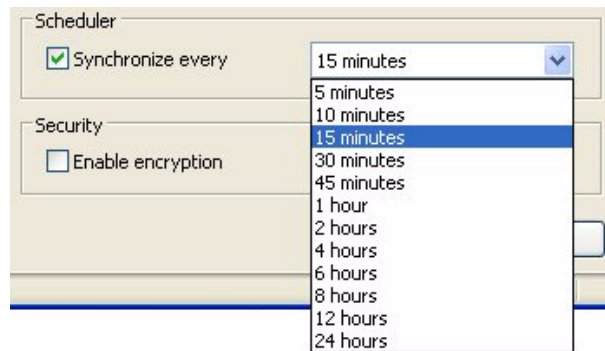 Scheduler
Synchronize every
15 minutes
5 minutes
10 minutes
15 minutes
30 minutes
45 minutes
1 hour
2 hours
4 hours
6 hours
8 hours
12 hours
24 hours
Security
Enable encryption